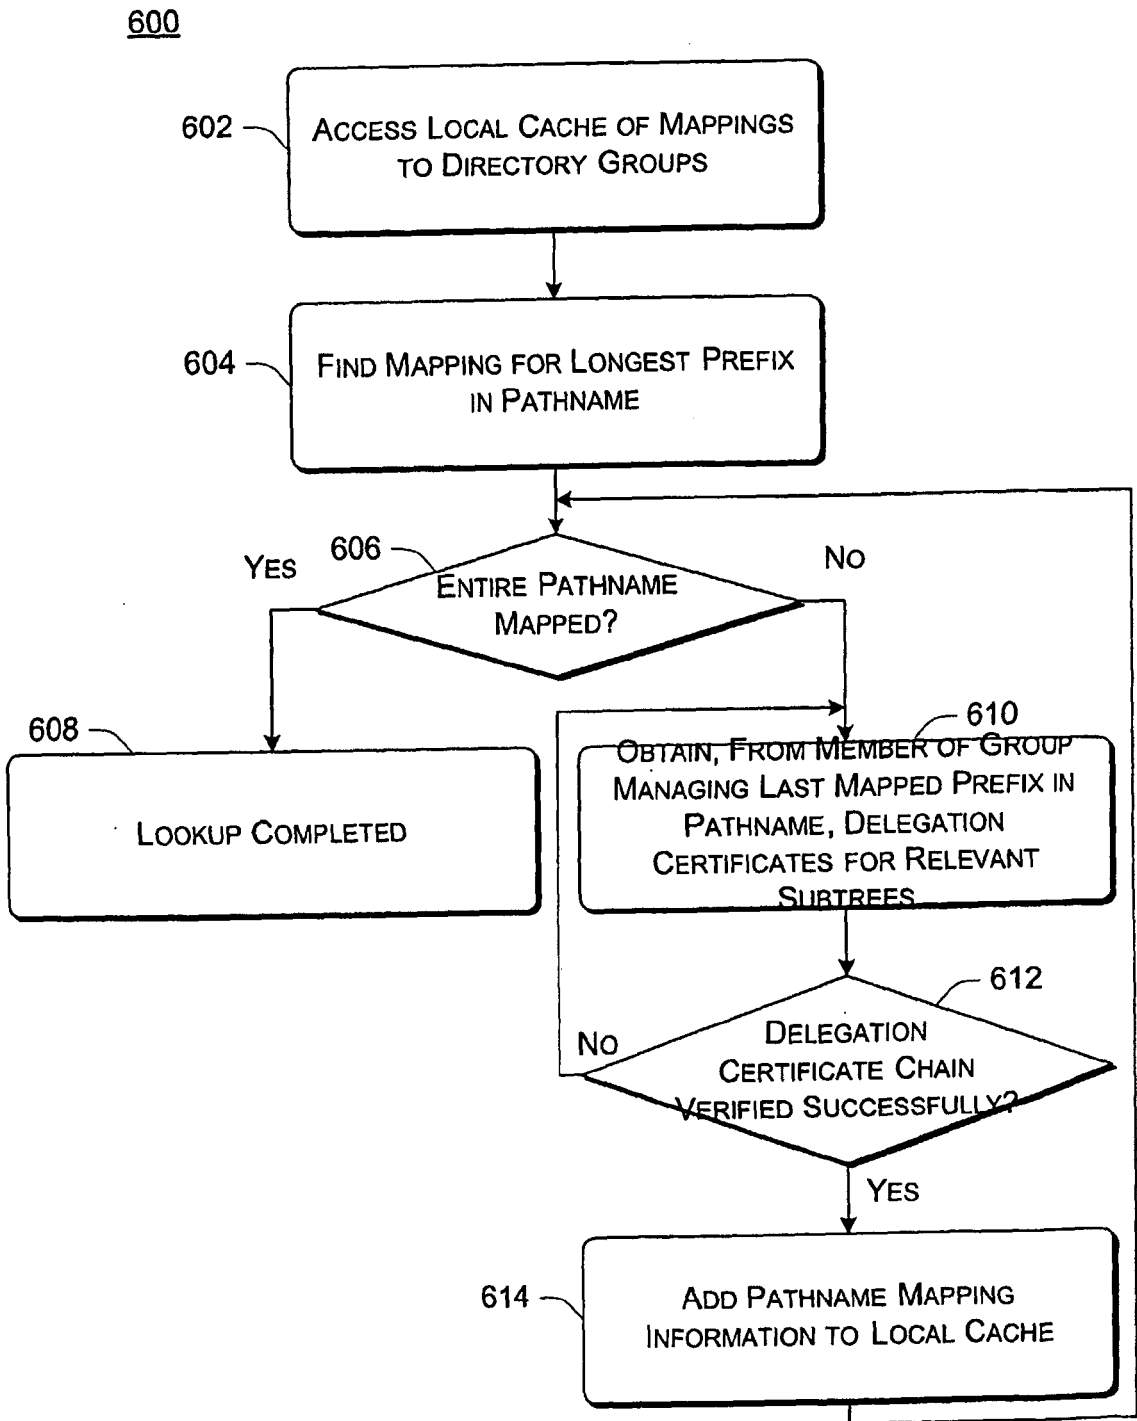 600
602
ACCESS LOCAL CACHE OF MAPPINGS
TO DIRECTORY GROUPS
604
FIND MAPPING FOR LONGEST PREFIX
IN PATHNAME
606
YES
NO
ENTIRE PATHNAME
MAPPED?
608
LOOKUP COMPLETED
610
OBTAIN, FROM MEMBER OF GROUP
MANAGING LAST MAPPED PREFIX IN
PATHNAME, DELEGATION
CERTIFICATES FOR RELEVANT
SUBTREES
612
NO
DELEGATION
CERTIFICATE CHAIN
VERIFIED SUCCESSFULLY?
YES
614
ADD PATHNAME MAPPING
INFORMATION TO LOCAL CACHE